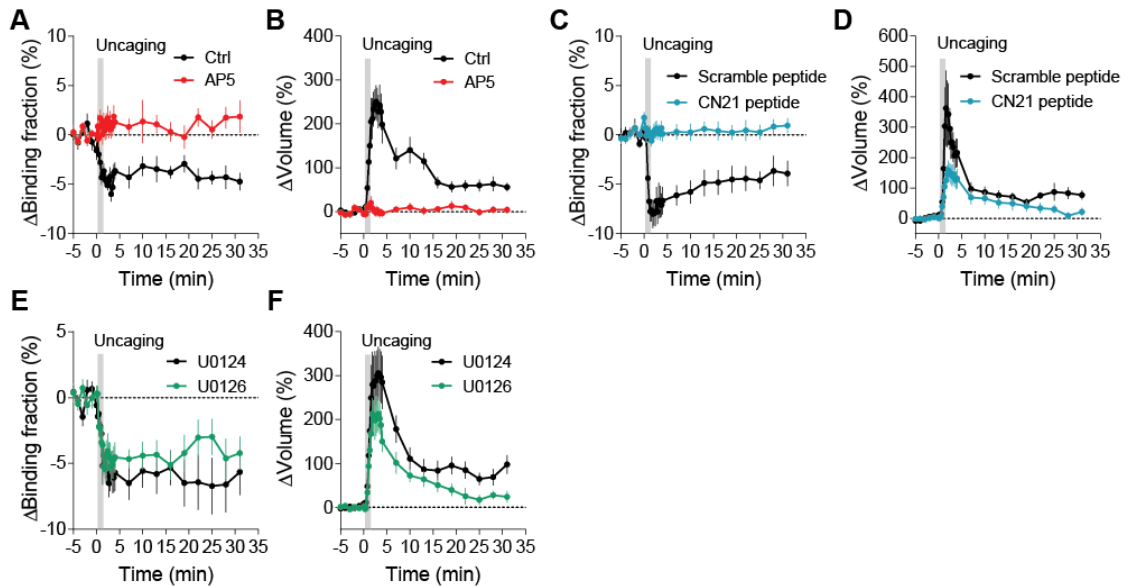 A
ΔBinding fraction (%)
10
5
0
-5
-10
Uncaging
Ctrl
AP5
-5 0 5 10 15 20 25 30 35
Time (min)
B
ΔVolume (%)
400
300
200
100
0
Uncaging
Ctrl
AP5
-5 0 5 10 15 20 25 30 35
Time (min)
C
ΔBinding fraction (%)
10
5
0
-5
-10
Uncaging
Scramble peptide
CN21 peptide
-5 0 5 10 15 20 25 30 35
Time (min)
D
ΔVolume (%)
600
500
400
300
200
100
0
Uncaging
Scramble peptide
CN21 peptide
-5 0 5 10 15 20 25 30 35
Time (min)
E
ΔBinding fraction (%)
5
0
-5
-10
Uncaging
U0124
U0126
-5 0 5 10 15 20 25 30 35
Time (min)
F
ΔVolume (%)
400
300
200
100
0
Uncaging
U0124
U0126
-5 0 5 10 15 20 25 30 35
Time (min)